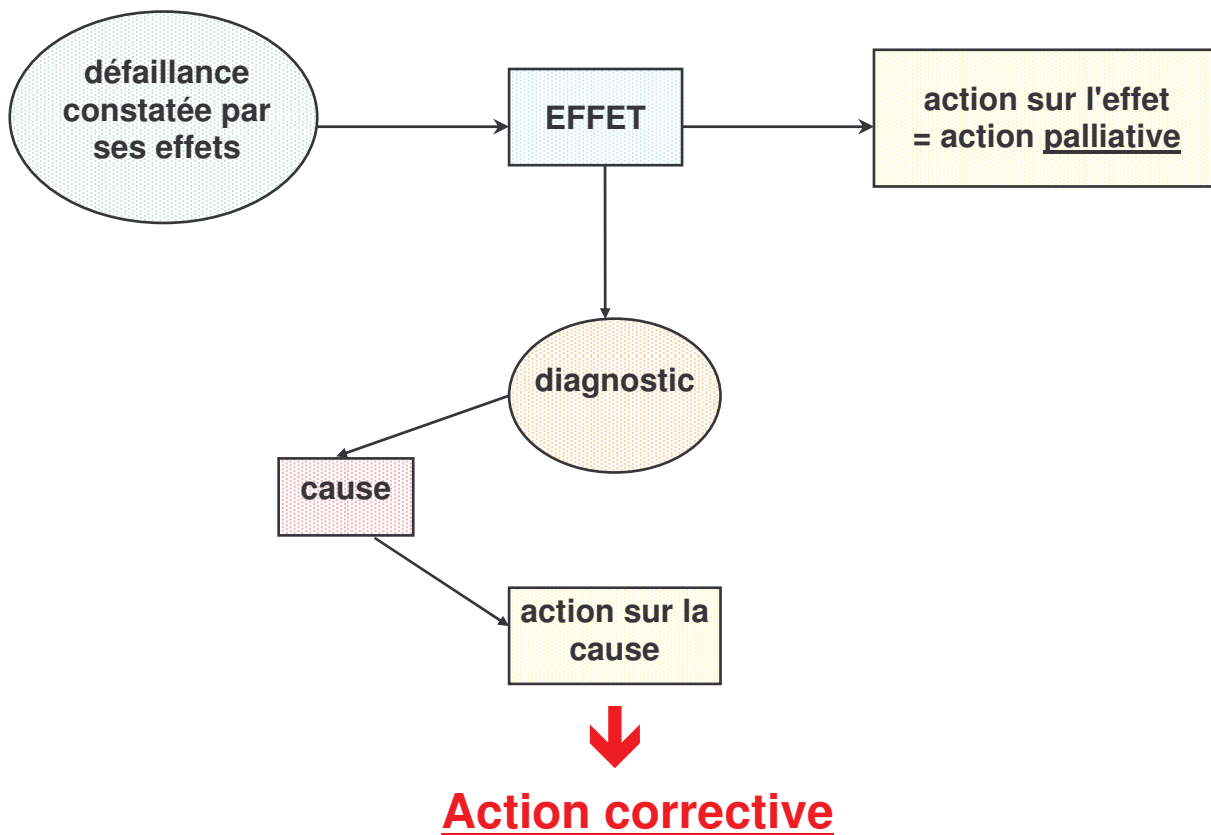 défaillance
constatée par
ses effets
EFFET
action sur l'effet
= action palliative
diagnostic
cause
action sur la
cause
Action corrective